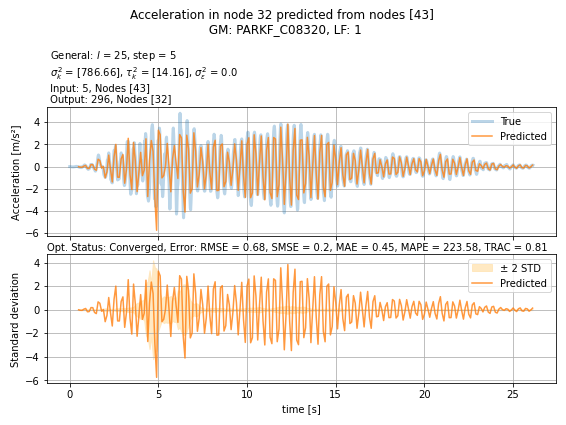 Acceleration in node 32 predicted from nodes [43]
GM: PARKF_C08320, LF: 1
General: l = 25, step = 5
σ²ₖ = [786.66], τ²ₖ = [14.16], σ²ε = 0.0
Input: 5, Nodes [43]
Output: 296, Nodes [32]
Acceleration [m/s²]
4
2
0
−2
−4
−6
True
Predicted
Opt. Status: Converged, Error: RMSE = 0.68, SMSE = 0.2, MAE = 0.45, MAPE = 223.58, TRAC = 0.81
Standard deviation
4
2
0
−2
−4
−6
± 2 STD
Predicted
0 5 10 15 20 25
time [s]